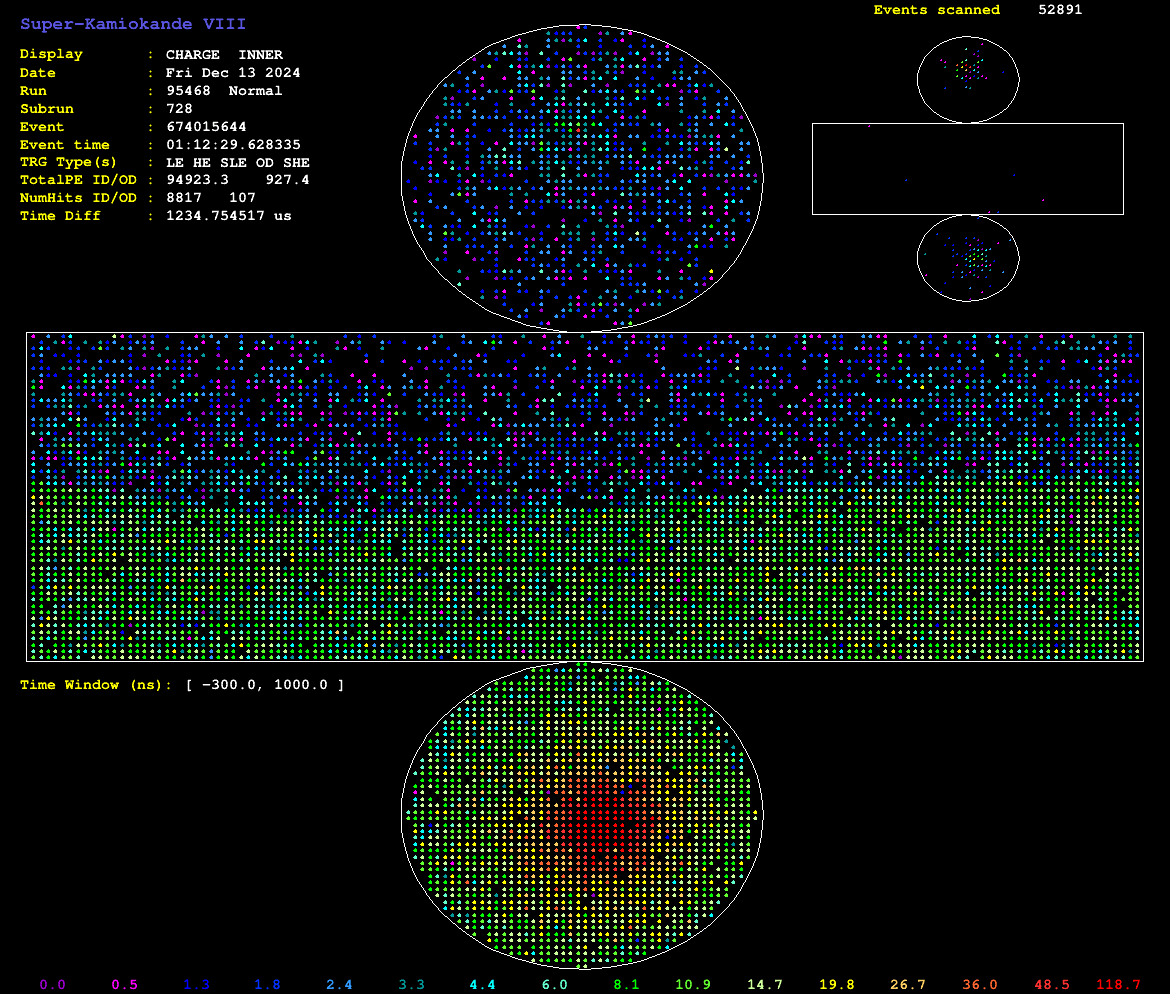 Super-Kamiokande VIII
Events scanned 52891
Display : CHARGE INNER
Date : Fri Dec 13 2024
Run : 95468 Normal
Subrun : 728
Event : 674015644
Event time : 01:12:29.628335
TRG Type(s) : LE HE SLE OD SHE
TotalPE ID/OD : 94923.3 927.4
NumHits ID/OD : 8817 107
Time Diff : 1234.754517 us
Time Window (ns): [ −300.0, 1000.0 ]
0.0 0.5 1.3 1.8 2.4 3.3 4.4 6.0 8.1 10.9 14.7 19.8 26.7 36.0 48.5 118.7